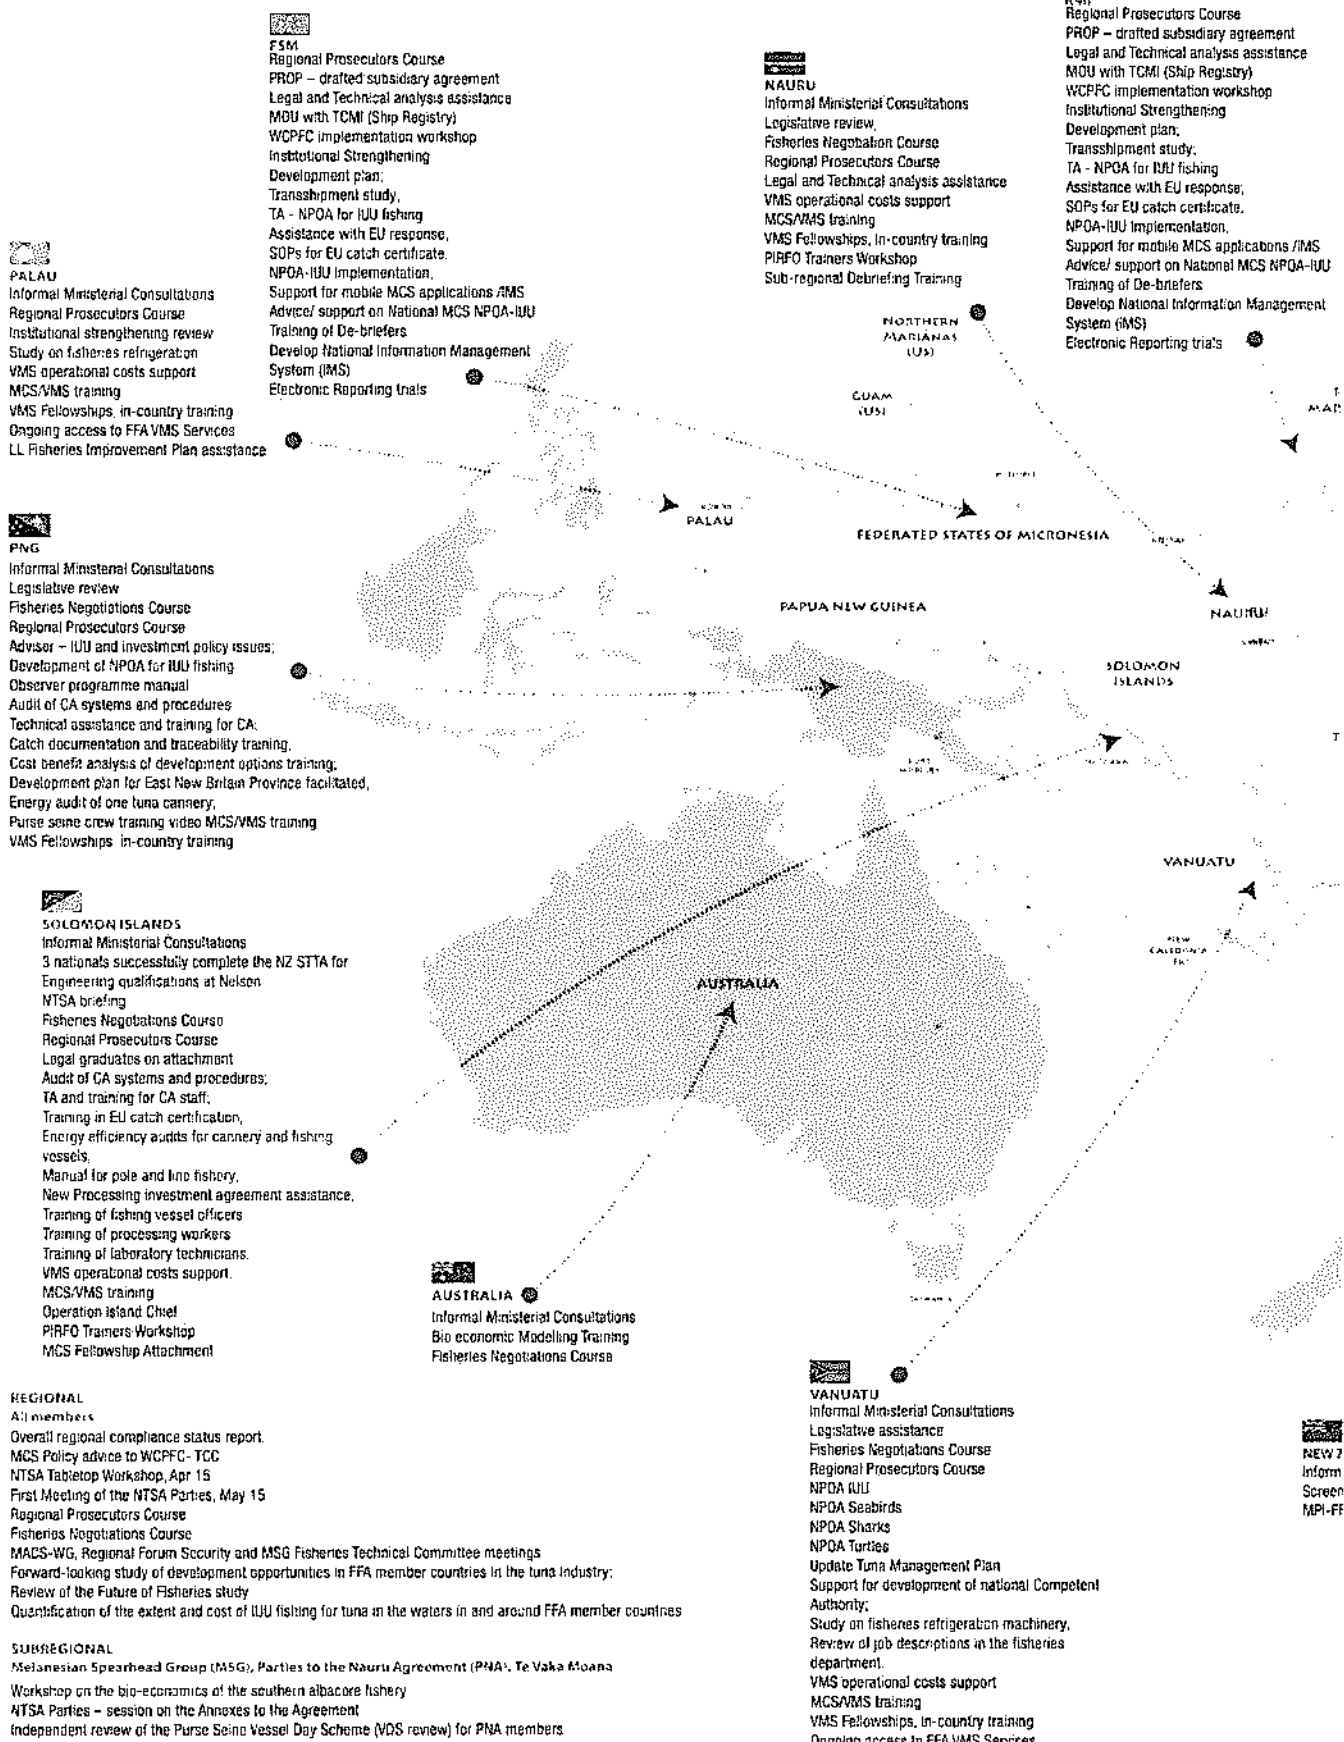 FSM
Regional Prosecutors Course
PROP – drafted subsidiary agreement
Legal and Technical analysis assistance
MOU with TCMI (Ship Registry)
WCPFC implementation workshop
Institutional Strengthening
Development plan;
Transshipment study,
TA - NPOA for IUU fishing
Assistance with EU response,
SOPs for EU catch certificate.
NPOA-IUU Implementation,
Support for mobile MCS applications /IMS
Advice/ support on National MCS NPOA-IUU
Training of De-briefers
Develop National Information Management
System (IMS)
Electronic Reporting trials
NAURU
Informal Ministerial Consultations
Legislative review,
Fisheries Negotiation Course
Regional Prosecutors Course
Legal and Technical analysis assistance
VMS operational costs support
MCS/VMS training
VMS Fellowships, in-country training
PIRFO Trainers Workshop
Sub-regional Debriefing Training
Regional Prosecutors Course
PROP – drafted subsidiary agreement
Legal and Technical analysis assistance
MOU with TCMI (Ship Registry)
WCPFC implementation workshop
Institutional Strengthening
Development plan;
Transshipment study;
TA - NPOA for IUU fishing
Assistance with EU response;
SOPs for EU catch certificate.
NPOA-IUU Implementation,
Support for mobile MCS applications /IMS
Advice/ support on National MCS NPOA-IUU
Training of De-briefers
Develop National Information Management
System (IMS)
Electronic Reporting trials
PALAU
Informal Ministerial Consultations
Regional Prosecutors Course
Institutional strengthening review
Study on fisheries refrigeration
VMS operational costs support
MCS/VMS training
VMS Fellowships, in-country training
Ongoing access to FFA VMS Services
LL Fisheries Improvement Plan assistance
NORTHERN
MARIANAS
(US)
GUAM
(US)
MAR
PALAU
FEDERATED STATES OF MICRONESIA
PAPUA NEW GUINEA
NAURU
SOLOMON
ISLANDS
T
PORT
MORESBY
HONIARA
VANUATU
NEW
CALEDONIA
FR
AUSTRALIA
TASMANIA
PNG
Informal Ministerial Consultations
Legislative review
Fisheries Negotiations Course
Regional Prosecutors Course
Advisor – IUU and investment policy issues;
Development of NPOA for IUU fishing
Observer programme manual
Audit of CA systems and procedures
Technical assistance and training for CA;
Catch documentation and traceability training,
Cost benefit analysis of development options training;
Development plan for East New Britain Province facilitated,
Energy audit of one tuna cannery,
Purse seine crew training video MCS/VMS training
VMS Fellowships in-country training
SOLOMON ISLANDS
Informal Ministerial Consultations
3 nationals successfully complete the NZ STTA for
Engineering qualifications at Nelson
NTSA briefing
Fisheries Negotiations Course
Regional Prosecutors Course
Legal graduates on attachment
Audit of CA systems and procedures;
TA and training for CA staff;
Training in EU catch certification,
Energy efficiency audits for cannery and fishing
vessels,
Manual for pole and line fishery,
New Processing investment agreement assistance,
Training of fishing vessel officers
Training of processing workers
Training of laboratory technicians.
VMS operational costs support.
MCS/VMS training
Operation Island Chief
PIRFO Trainers Workshop
MCS Fellowship Attachment
AUSTRALIA
Informal Ministerial Consultations
Bio economic Modelling Training
Fisheries Negotiations Course
VANUATU
Informal Ministerial Consultations
Legislative assistance
Fisheries Negotiations Course
Regional Prosecutors Course
NPOA IUU
NPOA Seabirds
NPOA Sharks
NPOA Turtles
Update Tuna Management Plan
Support for development of national Competent
Authority;
Study on fisheries refrigeration machinery,
Review of job descriptions in the fisheries
department.
VMS operational costs support
MCS/VMS training
VMS Fellowships, in-country training
Ongoing access to FFA VMS Services
NEW Z
Inform
Screen
MPI-FF
REGIONAL
All members
Overall regional compliance status report.
MCS Policy advice to WCPFC- TCC
NTSA Tabletop Workshop, Apr 15
First Meeting of the NTSA Parties, May 15
Regional Prosecutors Course
Fisheries Negotiations Course
MACS-WG, Regional Forum Security and MSG Fisheries Technical Committee meetings
Forward-looking study of development opportunities in FFA member countries in the tuna industry;
Review of the Future of Fisheries study
Quantification of the extent and cost of IUU fishing for tuna in the waters in and around FFA member countries
SUBREGIONAL
Melanesian Spearhead Group (MSG), Parties to the Nauru Agreement (PNA), Te Vaka Moana
Workshop on the bio-economics of the southern albacore fishery
NTSA Parties – session on the Annexes to the Agreement
Independent review of the Purse Seine Vessel Day Scheme (VDS review) for PNA members